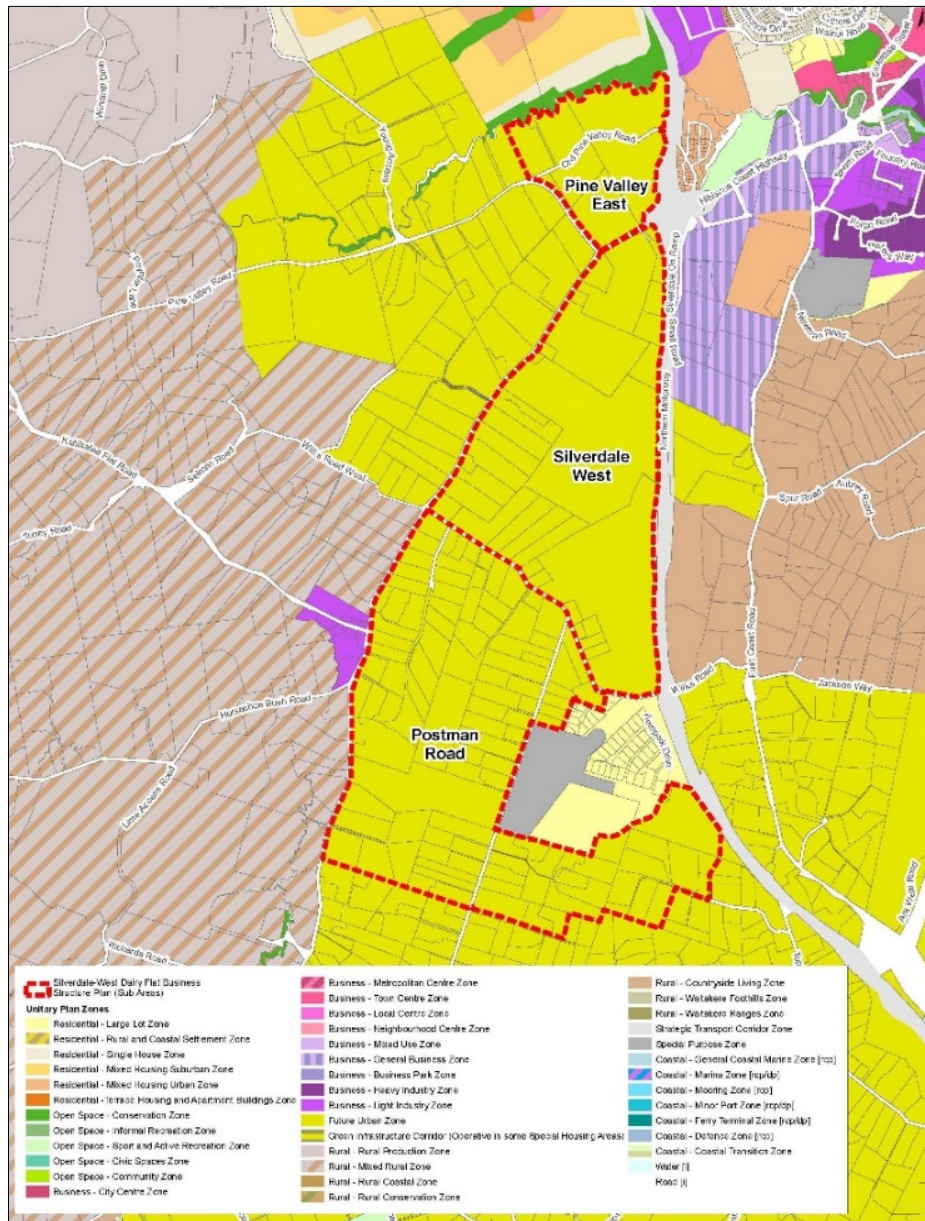 Walnut Road
Hibiscus Coast Highway
Old Pine Valley Road
Pine Valley
East
Pine Valley Road
Silverdale
West
Northern Motorway
Kahikatea Flat Road
Wilks Road West
Selman Road
Spur Road
Aubrey Road
East Coast Road
Wilks Road
Jackson Way
Postman
Road
Horseshoe Bush Road
Lime Access Road
Richards Road
Silverdale-West Dairy Flat Business
Structure Plan (Sub Areas)
Unitary Plan Zones
Residential - Large Lot Zone
Residential - Rural and Coastal Settlement Zone
Residential - Single House Zone
Residential - Mixed Housing Suburban Zone
Residential - Mixed Housing Urban Zone
Residential - Terrace Housing and Apartment Buildings Zone
Open Space - Conservation Zone
Open Space - Informal Recreation Zone
Open Space - Sport and Active Recreation Zone
Open Space - Civic Spaces Zone
Open Space - Community Zone
Business - City Centre Zone
Business - Metropolitan Centre Zone
Business - Town Centre Zone
Business - Local Centre Zone
Business - Neighbourhood Centre Zone
Business - Mixed Use Zone
Business - General Business Zone
Business - Business Park Zone
Business - Heavy Industry Zone
Business - Light Industry Zone
Future Urban Zone
Green Infrastructure Corridor (Operative in some Special Housing Areas)
Rural - Rural Production Zone
Rural - Mixed Rural Zone
Rural - Rural Coastal Zone
Rural - Rural Conservation Zone
Rural - Countryside Living Zone
Rural - Waitakere Foothills Zone
Rural - Waitakere Ranges Zone
Strategic Transport Corridor Zone
Special Purpose Zone
Coastal - General Coastal Marine Zone [rcp]
Coastal - Marina Zone [rcp/dp]
Coastal - Mooring Zone [rcp]
Coastal - Minor Port Zone [rcp/dp]
Coastal - Ferry Terminal Zone [rcp/dp]
Coastal - Defence Zone [rcp]
Coastal - Coastal Transition Zone
Water [i]
Road [i]